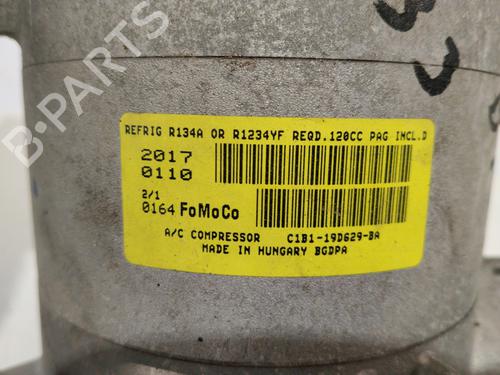 REFRIG R134A OR R1234YF REQD.120CC PAG INCL.D
2017
0110
2/1
0164 FoMoCo
A/C COMPRESSOR C1B1-19D629-BA
MADE IN HUNGARY BGDPA